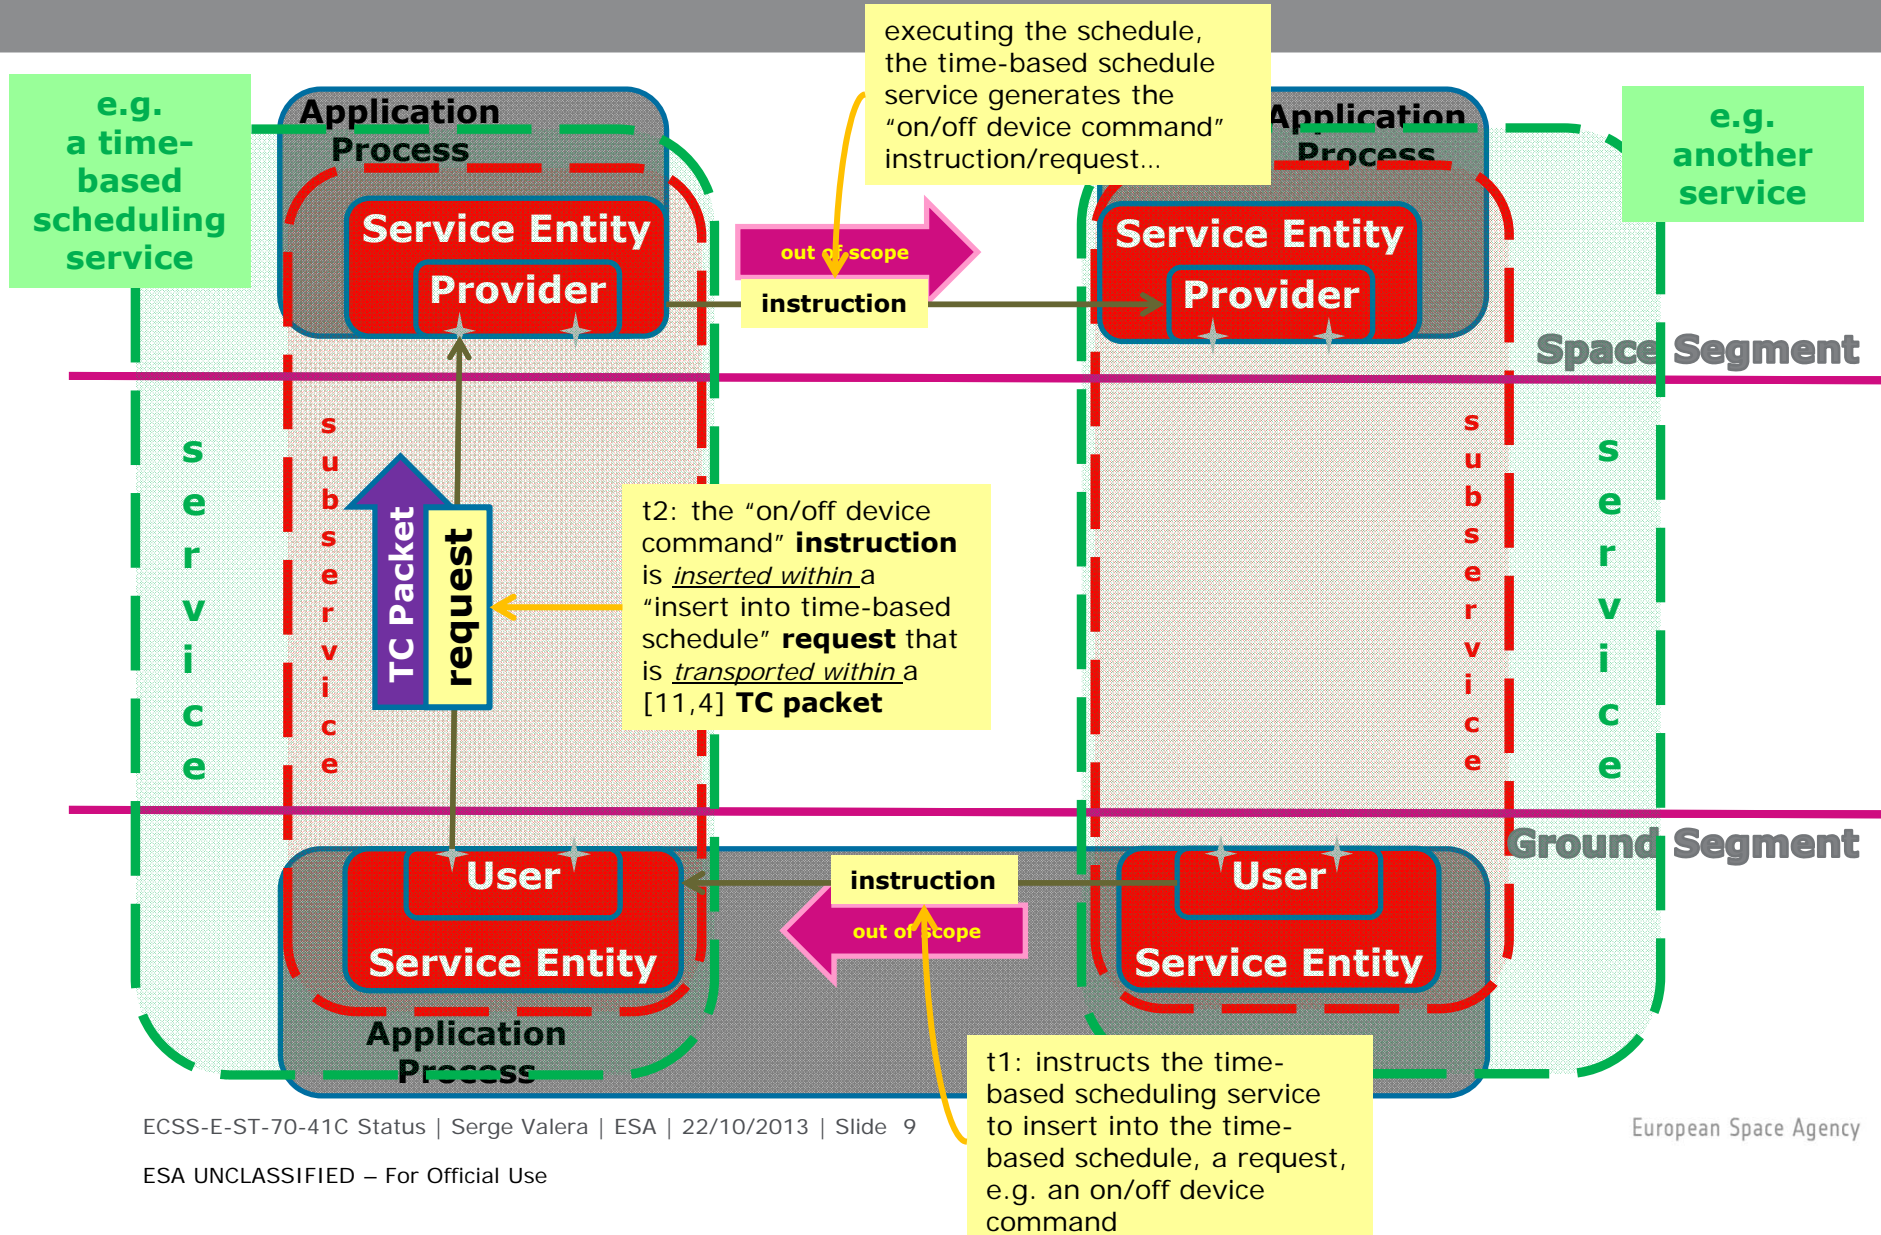 executing the schedule,
the time-based schedule
service generates the
“on/off device command”
instruction/request…
e.g.
a time-
based
scheduling
service
Application
Process
Service Entity
Provider
out of scope
instruction
Application
Process
Service Entity
Provider
e.g.
another
service
Space Segment
service
subservice
TC Packet
request
t2: the “on/off device
command” instruction
is inserted within a
“insert into time-based
schedule” request that
is transported within a
[11,4] TC packet
subservice
service
Ground Segment
User
Service Entity
Application
Process
instruction
out of scope
User
Service Entity
t1: instructs the time-
based scheduling service
to insert into the time-
based schedule, a request,
e.g. an on/off device
command
ECSS-E-ST-70-41C Status | Serge Valera | ESA | 22/10/2013 | Slide 9
European Space Agency
ESA UNCLASSIFIED – For Official Use